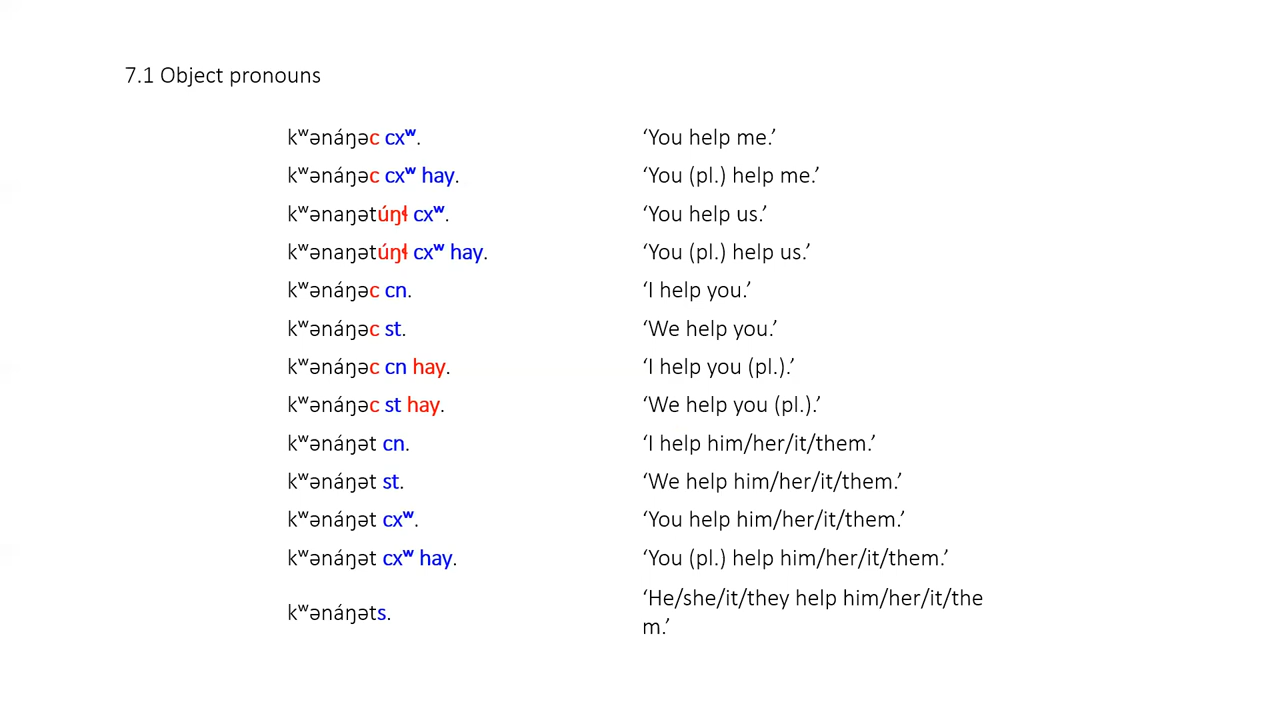 7.1 Object pronouns
kʷənáŋəc cxʷ. ‘You help me.’
kʷənáŋəc cxʷ hay. ‘You (pl.) help me.’
kʷənaŋətúŋɬ cxʷ. ‘You help us.’
kʷənaŋətúŋɬ cxʷ hay. ‘You (pl.) help us.’
kʷənáŋəc cn. ‘I help you.’
kʷənáŋəc st. ‘We help you.’
kʷənáŋəc cn hay. ‘I help you (pl.).’
kʷənáŋəc st hay. ‘We help you (pl.).’
kʷənáŋət cn. ‘I help him/her/it/them.’
kʷənáŋət st. ‘We help him/her/it/them.’
kʷənáŋət cxʷ. ‘You help him/her/it/them.’
kʷənáŋət cxʷ hay. ‘You (pl.) help him/her/it/them.’
kʷənáŋəts. ‘He/she/it/they help him/her/it/the
m.’